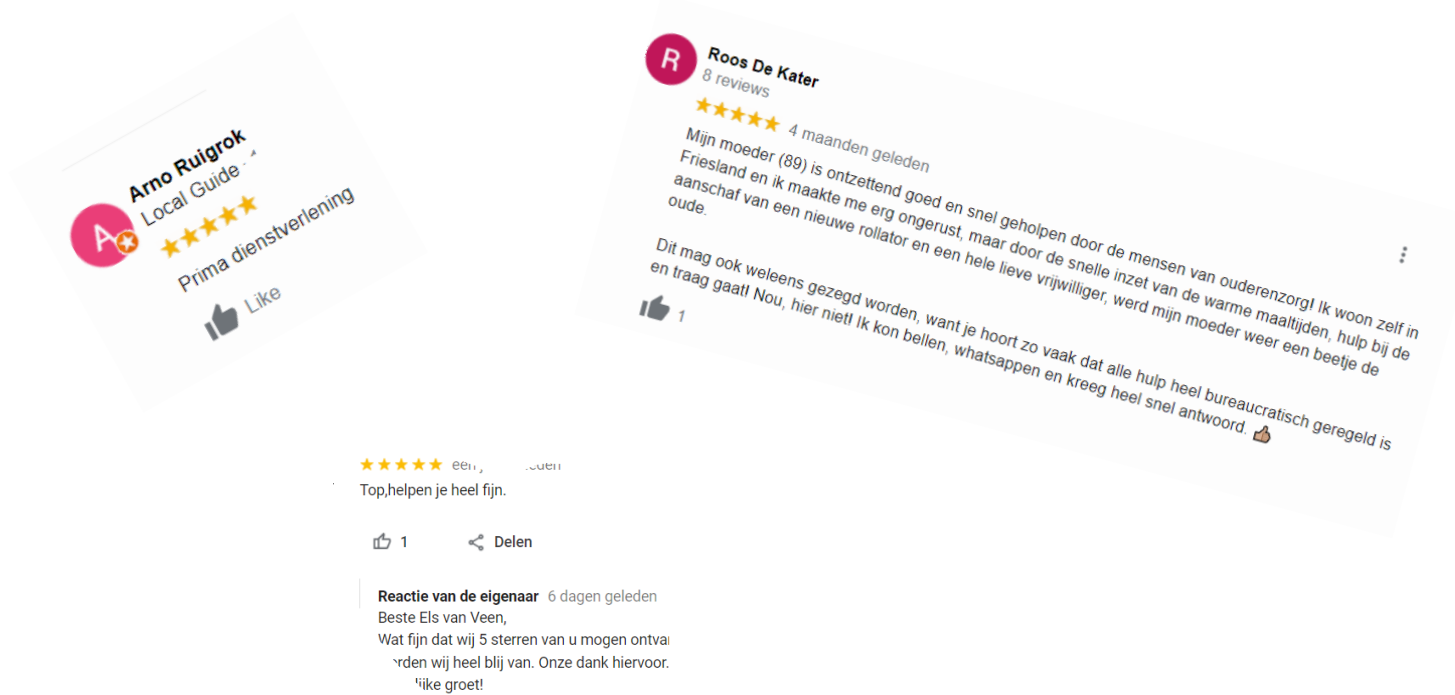 A
Arno Ruigrok
Local Guide ·
Prima dienstverlening
Like
R
Roos De Kater
8 reviews
4 maanden geleden
Mijn moeder (89) is ontzettend goed en snel geholpen door de mensen van ouderenzorg! Ik woon zelf in
Friesland en ik maakte me erg ongerust, maar door de snelle inzet van de warme maaltijden, hulp bij de
aanschaf van een nieuwe rollator en een hele lieve vrijwilliger, werd mijn moeder weer een beetje de
oude.
Dit mag ook weleens gezegd worden, want je hoort zo vaak dat alle hulp heel bureaucratisch geregeld is
en traag gaat! Nou, hier niet! Ik kon bellen, whatsappen en kreeg heel snel antwoord. 👍🏽
1
Top,helpen je heel fijn.
1
Delen
Reactie van de eigenaar 6 dagen geleden
Beste Els van Veen,
Wat fijn dat wij 5 sterren van u mogen
wij heel blij van. Onze dank hiervoor.
groet!